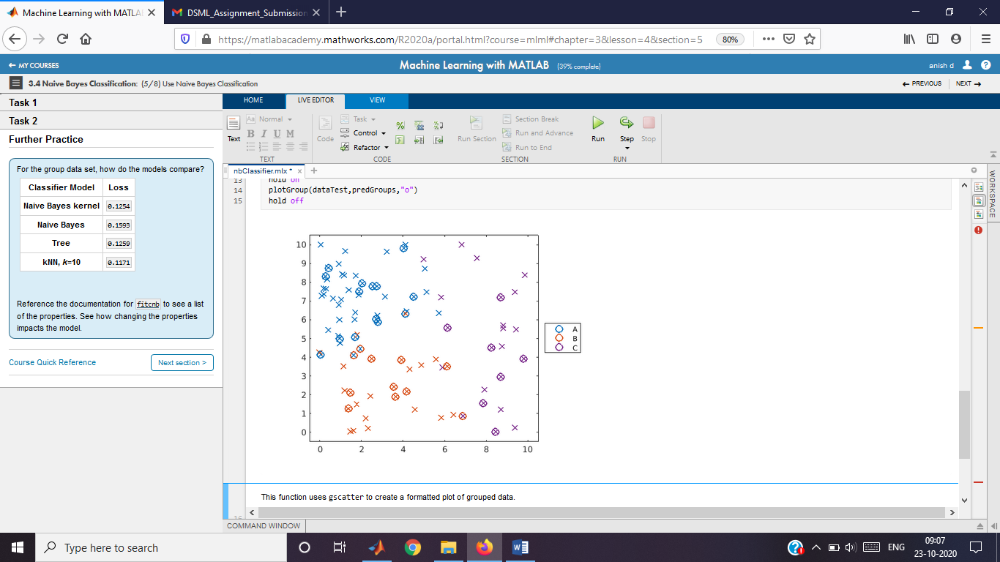 Machine Learning with MATLA
DSML_Assignment_Submission
https://matlabacademy.mathworks.com/R2020a/portal.html?course=mlml#chapter=3&lesson=4&section=5
80%
MY COURSES
Machine Learning with MATLAB (39% complete)
anish d
3.4 Naive Bayes Classification: (5/8) Use Naive Bayes Classification
PREVIOUS
NEXT
Task 1
Task 2
Further Practice
For the group data set, how do the models compare?
Classifier Model Loss
Naive Bayes kernel 0.1254
Naive Bayes 0.1593
Tree 0.1259
kNN, k=10 0.1171
Reference the documentation for fitcnb to see a list
of the properties. See how changing the properties
impacts the model.
Course Quick Reference
Next section >
HOME
LIVE EDITOR
VIEW
Text
Aa Normal
B I U M
TEXT
Code
Task
Control
Refactor
CODE
Run Section
Section Break
Run and Advance
Run to End
SECTION
Run
Step
Stop
RUN
nbClassifier.mlx *
13 hold on
14 plotGroup(dataTest,predGroups,"o")
15 hold off
10
9
8
7
6
5
4
3
2
1
0
0 2 4 6 8 10
A
B
C
This function uses gscatter to create a formatted plot of grouped data.
16
COMMAND WINDOW
WORKSPACE
Type here to search
ENG
09:07
23-10-2020